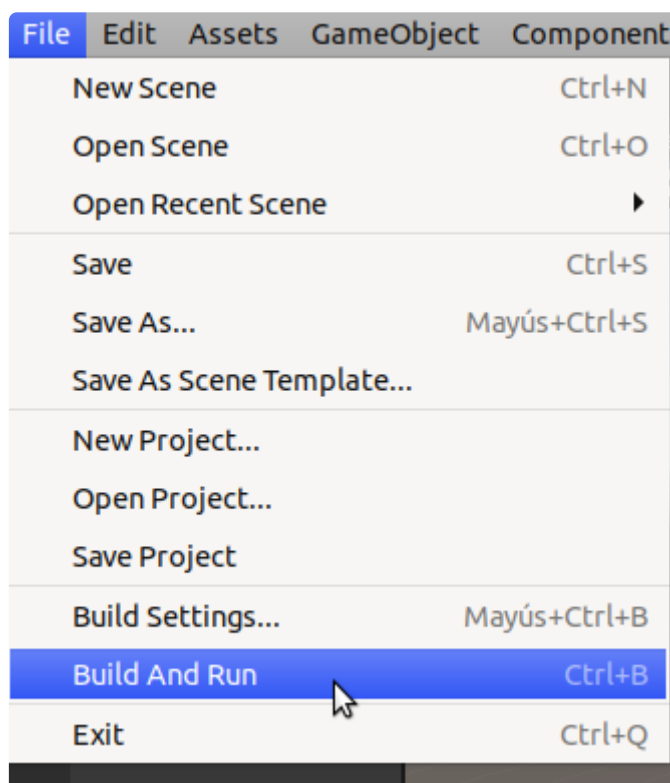 File Edit Assets GameObject Component
New Scene Ctrl+N
Open Scene Ctrl+O
Open Recent Scene
Save Ctrl+S
Save As... Mayús+Ctrl+S
Save As Scene Template...
New Project...
Open Project...
Save Project
Build Settings... Mayús+Ctrl+B
Build And Run Ctrl+B
Exit Ctrl+Q